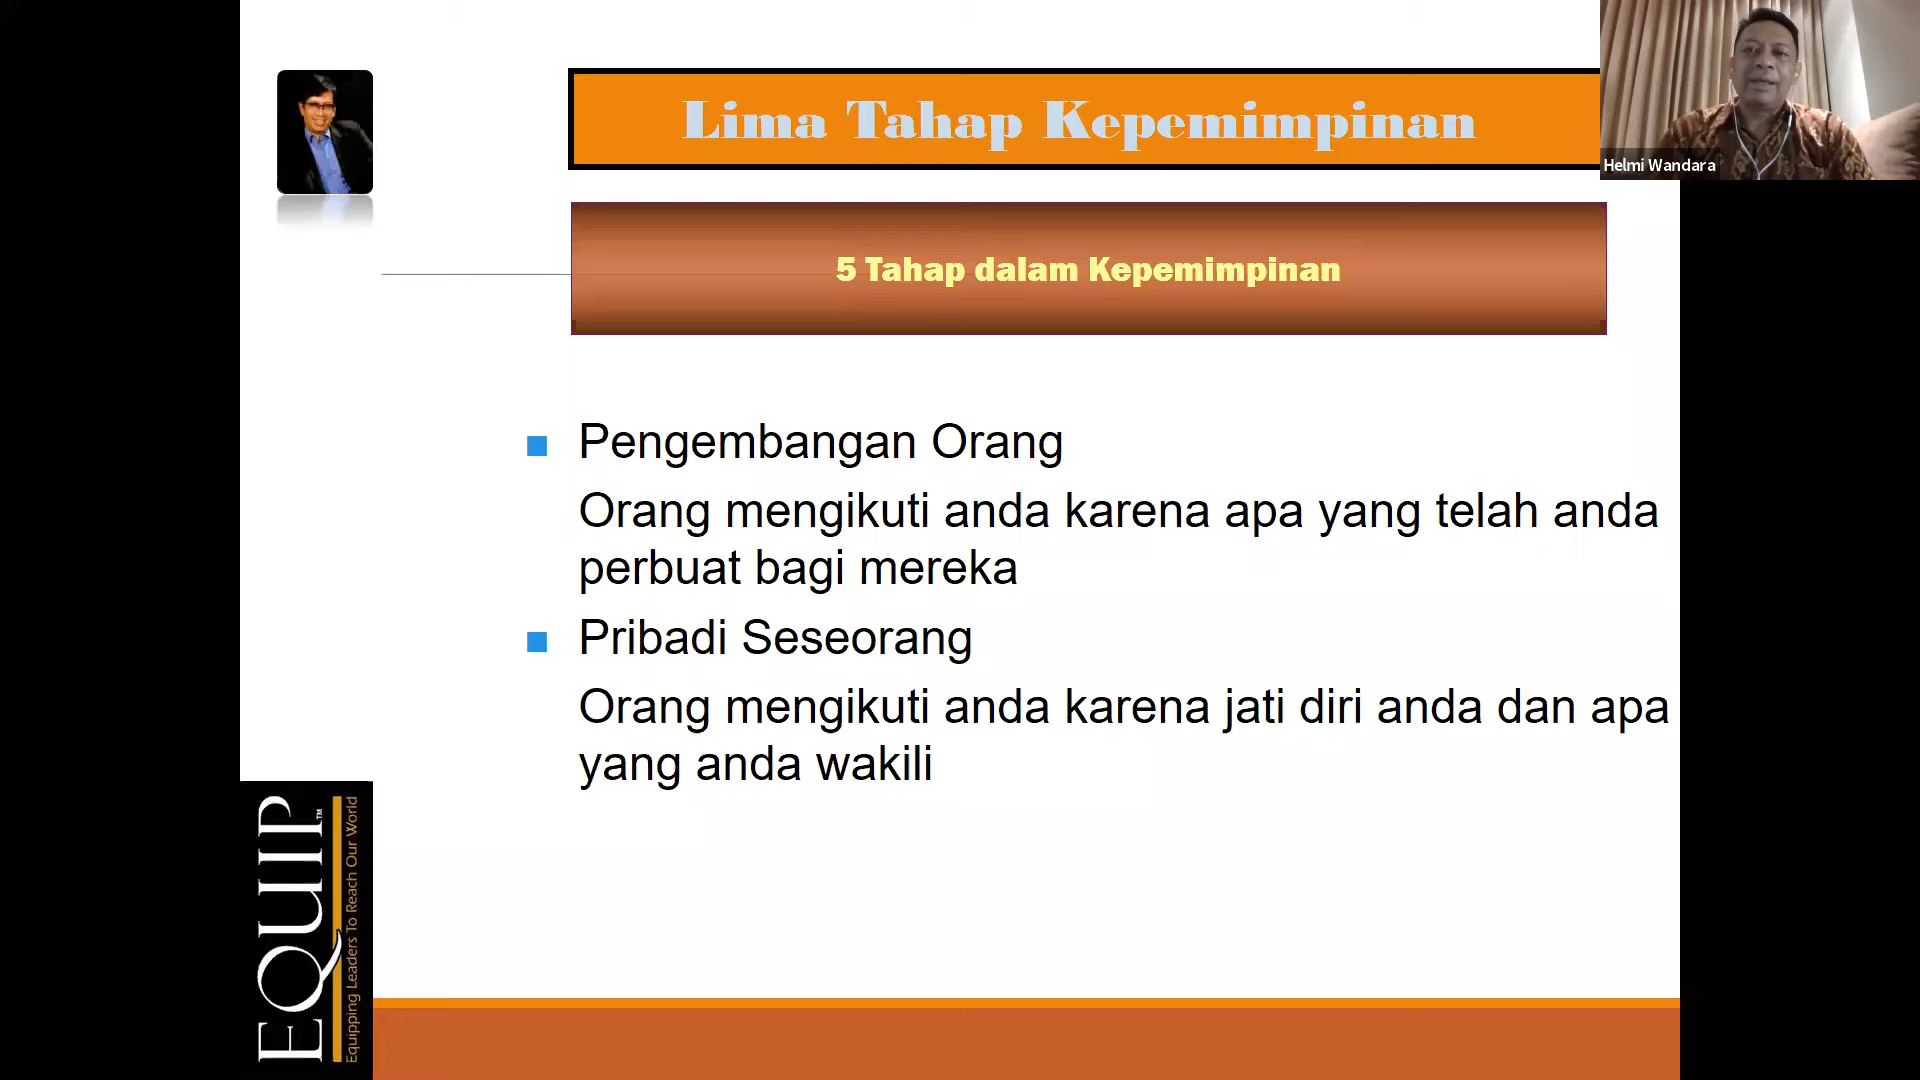 Lima Tahap Kepemimpinan
Helmi Wandara
5 Tahap dalam Kepemimpinan
Pengembangan Orang
Orang mengikuti anda karena apa yang telah anda
perbuat bagi mereka
Pribadi Seseorang
Orang mengikuti anda karena jati diri anda dan apa
yang anda wakili
EQUIP™
Equipping Leaders To Reach Our World